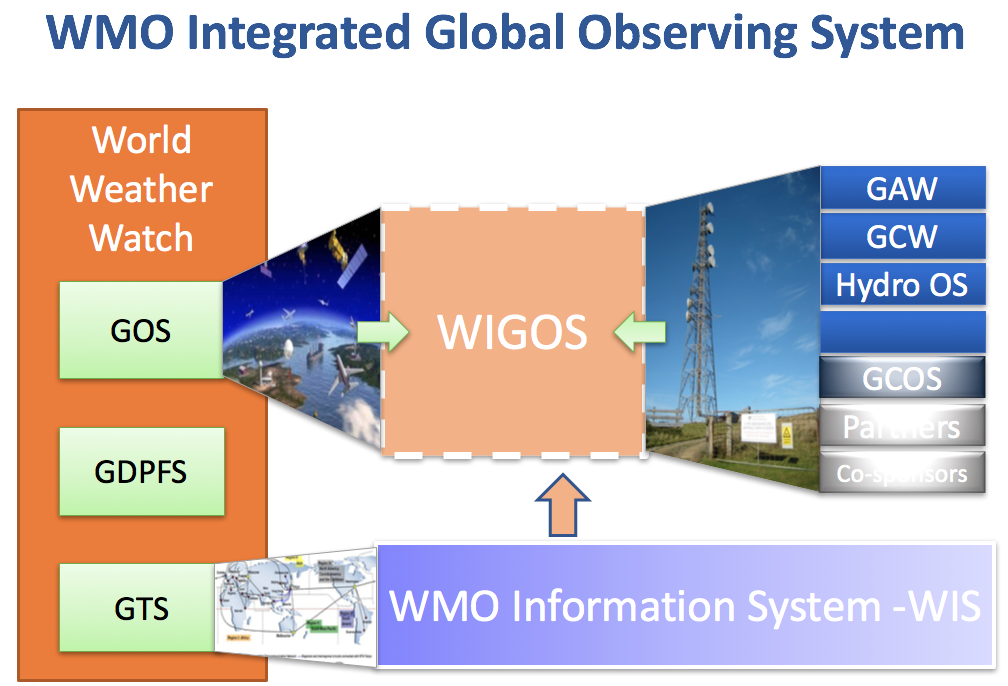 WMO Integrated Global Observing System
World
Weather
Watch
GOS
GDPFS
GTS
WIGOS
GAW
GCW
Hydro OS
GCOS
Partners
Co-sponsors
WMO Information System -WIS